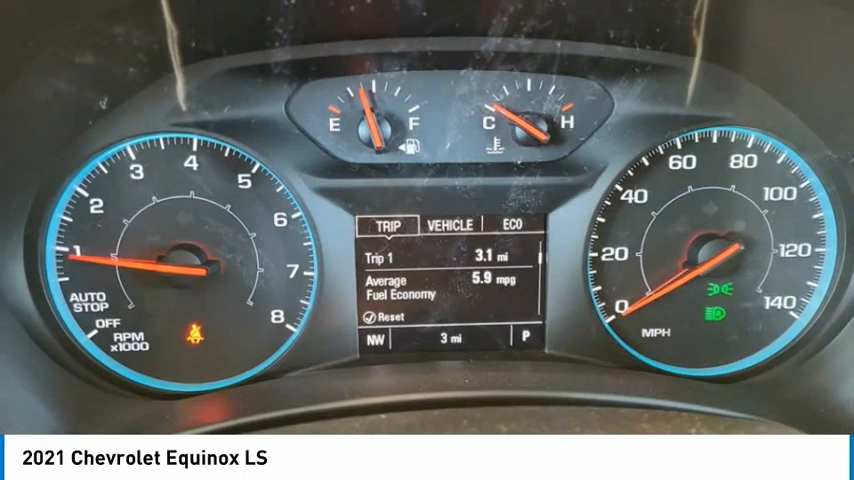 E F
C H
1 2 3 4 5 6 7 8
AUTO
STOP
OFF
RPM
x1000
TRIP VEHICLE ECO
Trip 1 3.1 mi
Average 5.9 mpg
Fuel Economy
Reset
NW 3 mi P
0 20 40 60 80 100 120 140
MPH
2021 Chevrolet Equinox LS